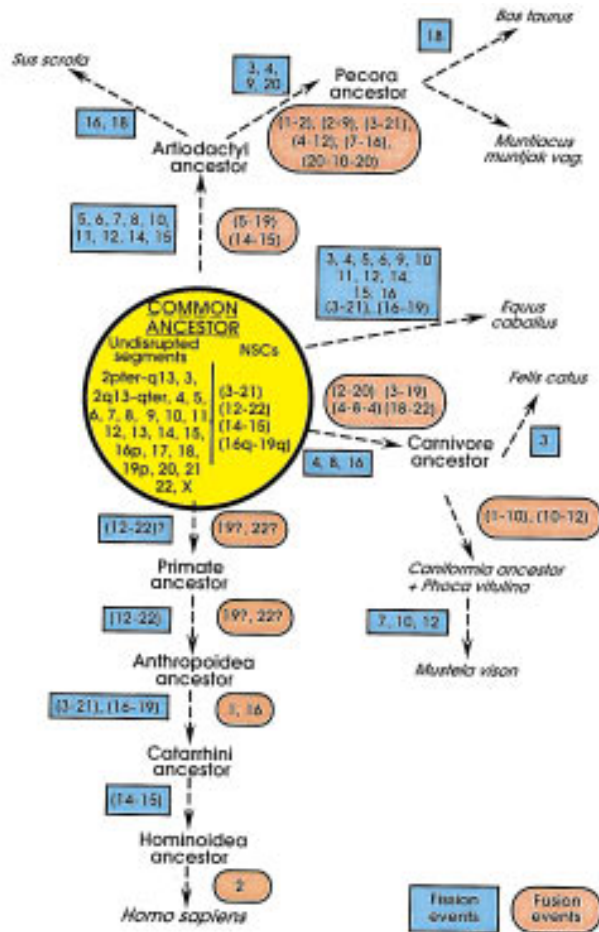 Bos taurus
18
Sus scrofa
3, 4,
9, 20
Pecora
ancestor
16, 18
(1-2), (2-9), (3-21),
(4-12), (7-16),
(20-10-20)
Muntiacus
muntjak vag.
Artiodactyl
ancestor
5, 6, 7, 8, 10,
11, 12, 14, 15
(5-19)
(14-15)
3, 4, 5, 6, 9, 10
11, 12, 14,
15, 16
(3-21), (16-19)
Equus
caballus
COMMON
ANCESTOR
Undisrupted
segments
NSCs
2pter-q13, 3,
2q13-qter, 4, 5,
6, 7, 8, 9, 10, 11,
12, 13, 14, 15,
16p, 17, 18,
19p, 20, 21
22, X
(3-21)
(12-22)
(14-15)
(16q-19q)
(2-20) (3-19)
(4-8-4) (18-22)
Felis catus
4, 8, 16
Carnivore
ancestor
3
(1-10), (10-12)
(12-22)?
19?, 22?
Primate
ancestor
Caniformia ancestor
+ Phoca vitulina
(12-22)
19?, 22?
7, 10, 12
Anthropoidea
ancestor
Mustela vison
(3-21), (16-19)
1, 16
Catarrhini
ancestor
(14-15)
Hominoidea
ancestor
2
Homo sapiens
Fission
events
Fusion
events